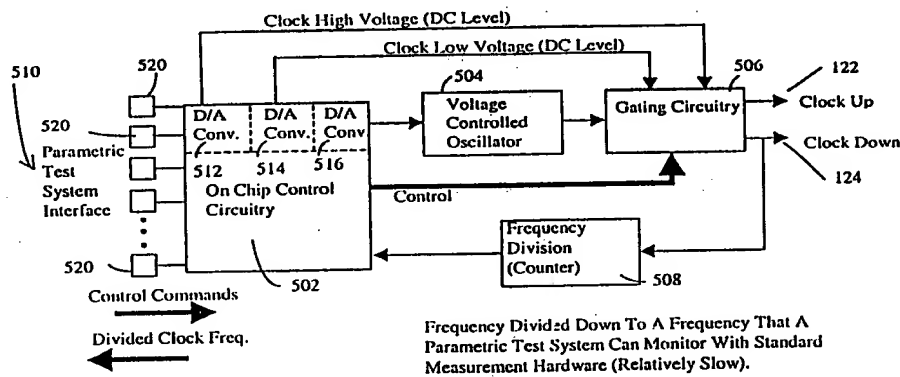 Clock High Voltage (DC Level)
Clock Low Voltage (DC Level)
510
520
504
506
122
Clock Up
520
Parametric
Test
System
Interface
D/A
Conv.
D/A
Conv.
D/A
Conv
512
514
516
On Chip Control
Circuitry
Voltage
Controlled
Oscillator
Gating Circuitry
Clock Down
124
Control
Frequency
Division
(Counter)
508
520
502
Control Commands
Divided Clock Freq.
Frequency Divided Down To A Frequency That A
Parametric Test System Can Monitor With Standard
Measurement Hardware (Relatively Slow).